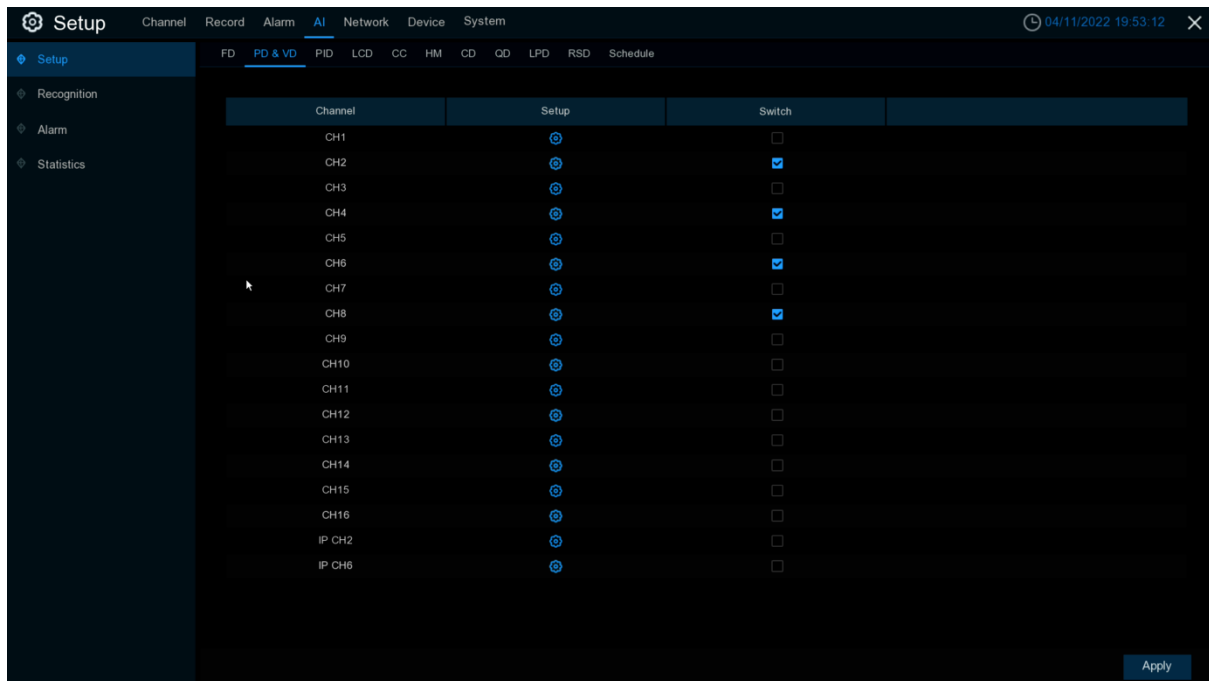 Setup Channel Record Alarm AI Network Device System 04/11/2022 19:53:12
Setup
Recognition
Alarm
Statistics
FD PD & VD PID LCD CC HM CD QD LPD RSD Schedule
Channel Setup Switch
CH1
CH2
CH3
CH4
CH5
CH6
CH7
CH8
CH9
CH10
CH11
CH12
CH13
CH14
CH15
CH16
IP CH2
IP CH6
Apply